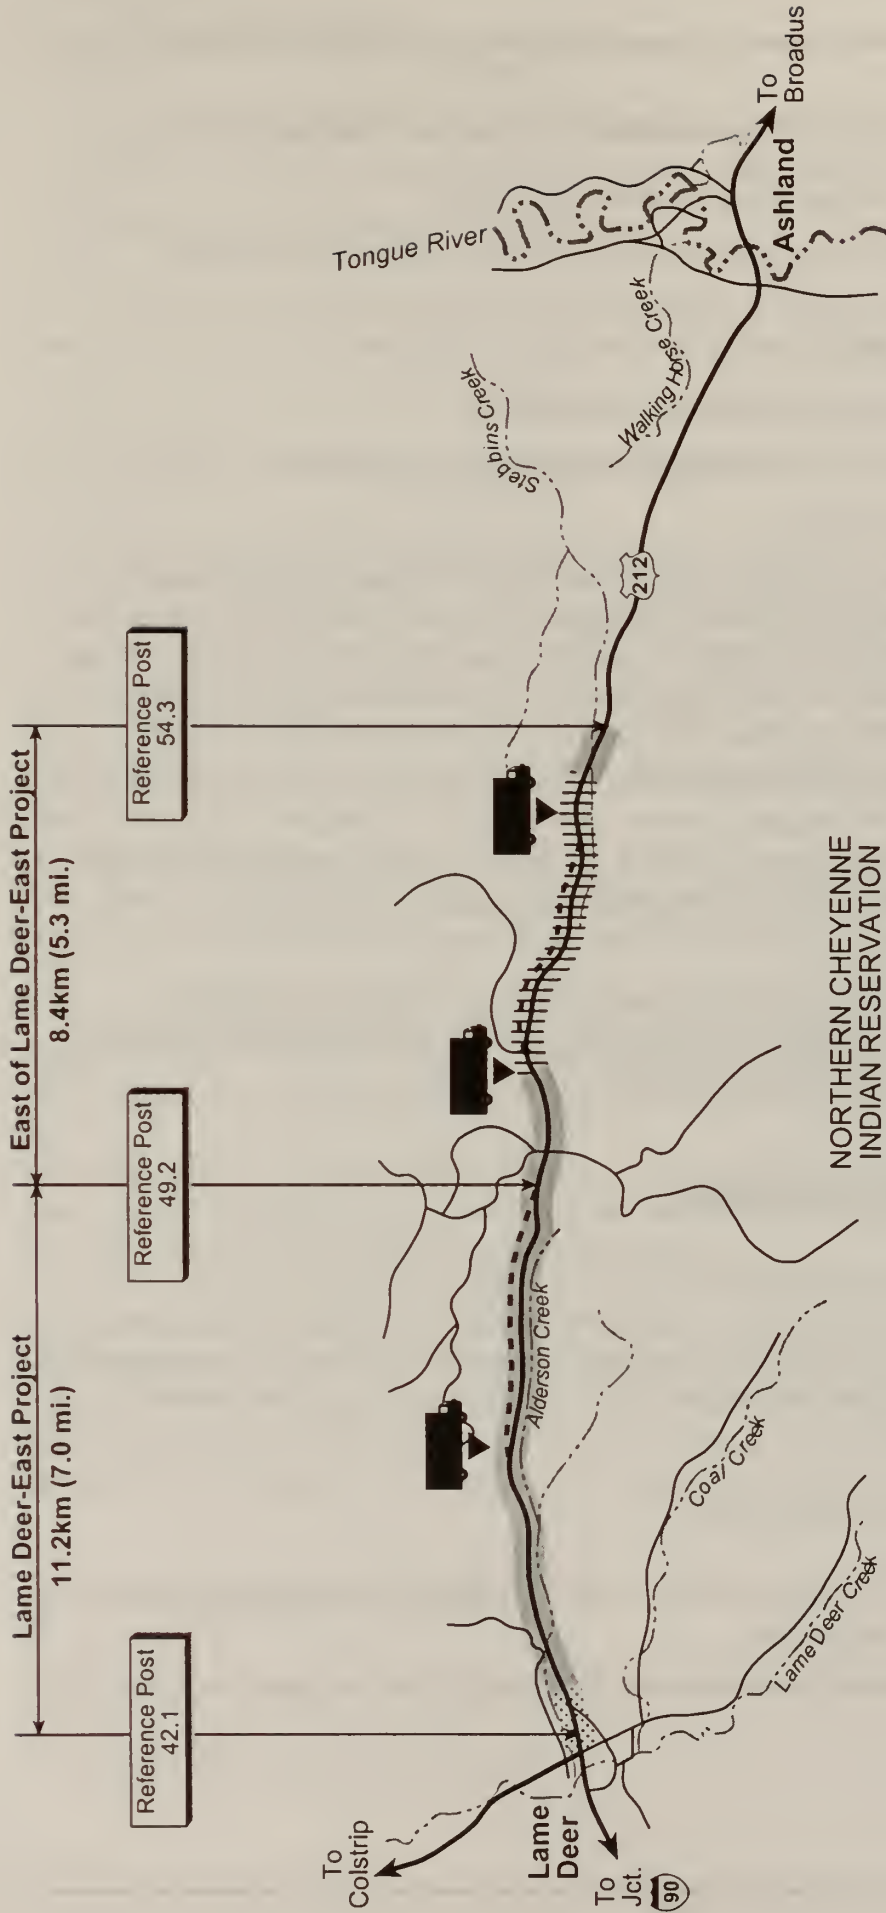 Lame Deer-East Project
11.2km (7.0 mi.)
East of Lame Deer-East Project
8.4km (5.3 mi.)
Reference Post
42.1
Reference Post
49.2
Reference Post
54.3
To
Colstrip
Lame
Deer
To
Jct.
90
Alderson Creek
Coal Creek
Lame Deer Creek
NORTHERN CHEYENNE
INDIAN RESERVATION
Stebbins Creek
Walking Horse Creek
212
Tongue River
Ashland
To
Broadus